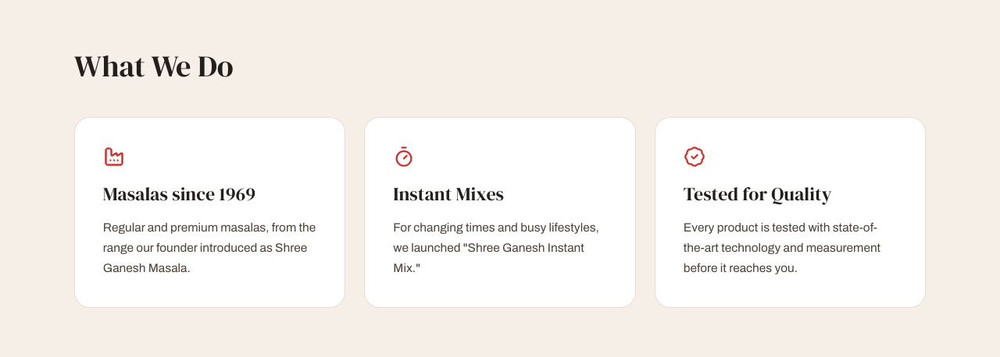 What We Do
Masalas since 1969
Regular and premium masalas, from the
range our founder introduced as Shree
Ganesh Masala.
Instant Mixes
For changing times and busy lifestyles,
we launched "Shree Ganesh Instant
Mix."
Tested for Quality
Every product is tested with state-of-
the-art technology and measurement
before it reaches you.